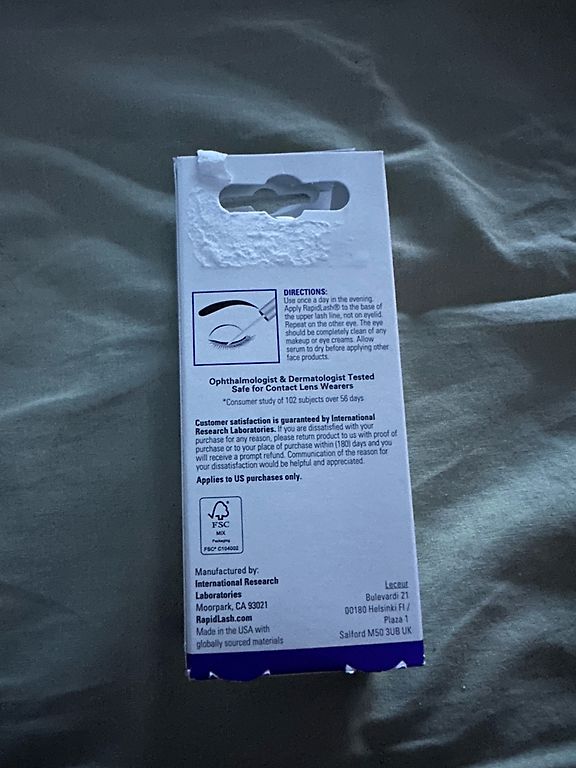 DIRECTIONS:
Use once a day in the evening.
Apply RapidLash® to the base of
the upper lash line, not on eyelid.
Repeat on the other eye. The eye
should be completely clean of any
makeup or eye creams. Allow
serum to dry before applying other
face products.
Ophthalmologist & Dermatologist Tested
Safe for Contact Lens Wearers
*Consumer study of 102 subjects over 56 days
Customer satisfaction is guaranteed by International
Research Laboratories. If you are dissatisfied with your
purchase for any reason, please return product to us with proof of
purchase or to your place of purchase within (180) days and you
will receive a prompt refund. Communication of the reason for
your dissatisfaction would be helpful and appreciated.
Applies to US purchases only.
FSC
MIX
Packaging
FSC® C104002
Manufactured by:
International Research
Laboratories
Moorpark, CA 93021
RapidLash.com
Made in the USA with
globally sourced materials
Leceur
Bulevardi 21
00180 Helsinki FI /
Plaza 1
Salford M50 3UB UK